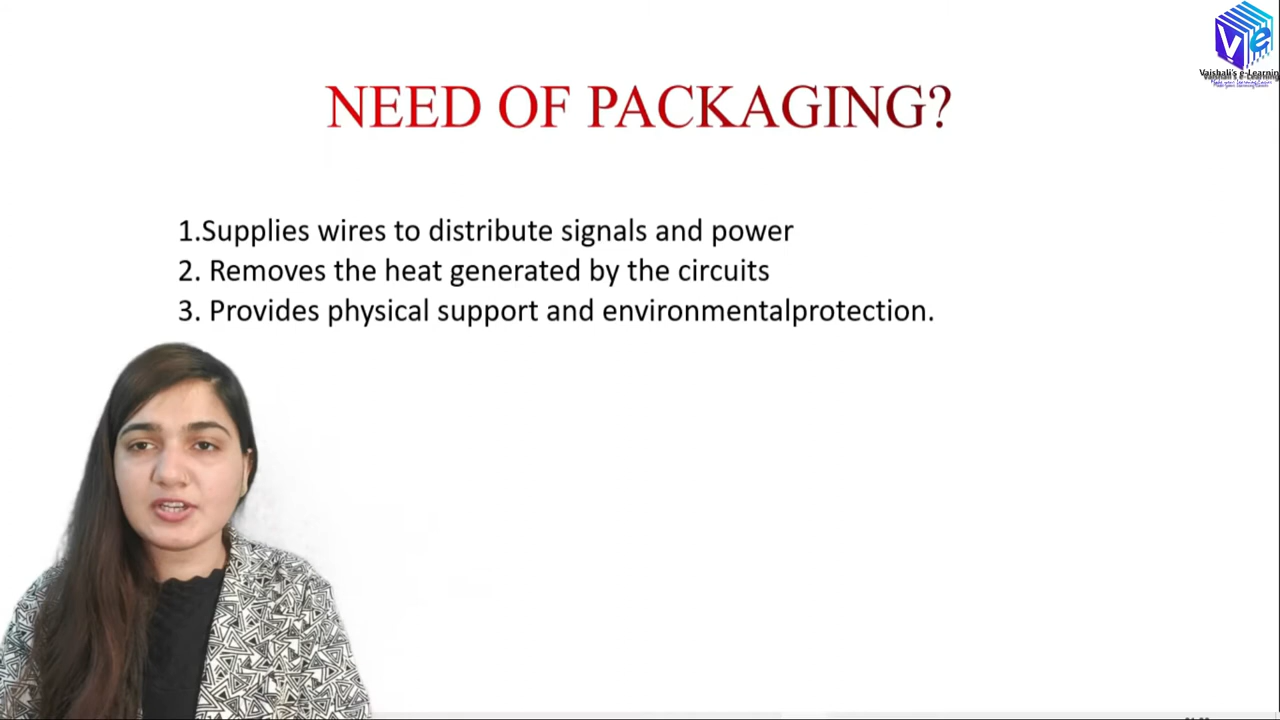 Ve
Vaishali's e-Learning
NEED OF PACKAGING?
1.Supplies wires to distribute signals and power
2. Removes the heat generated by the circuits
3. Provides physical support and environmentalprotection.